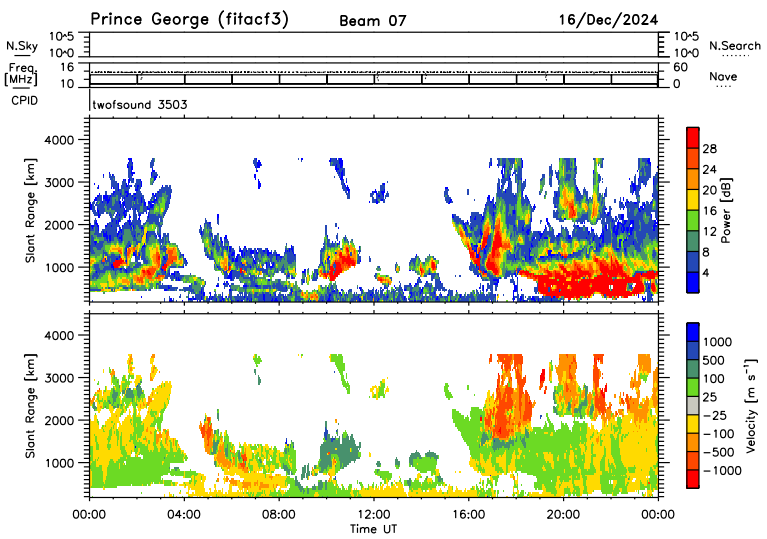 Prince George (fitacf3) Beam 07 16/Dec/2024
N.Sky 10^5 10^5 N.Search
10^0 10^0
Freq. 16 60 Nave
[MHz] 10 0
CPID
twofsound 3503
4000
3000
2000
1000
Slant Range [km]
28
24
20
16
12
8
4
Power [dB]
4000
3000
2000
1000
Slant Range [km]
1000
500
100
25
-25
-100
-500
-1000
Velocity [m s⁻¹]
00:00 04:00 08:00 12:00 16:00 20:00 00:00
Time UT